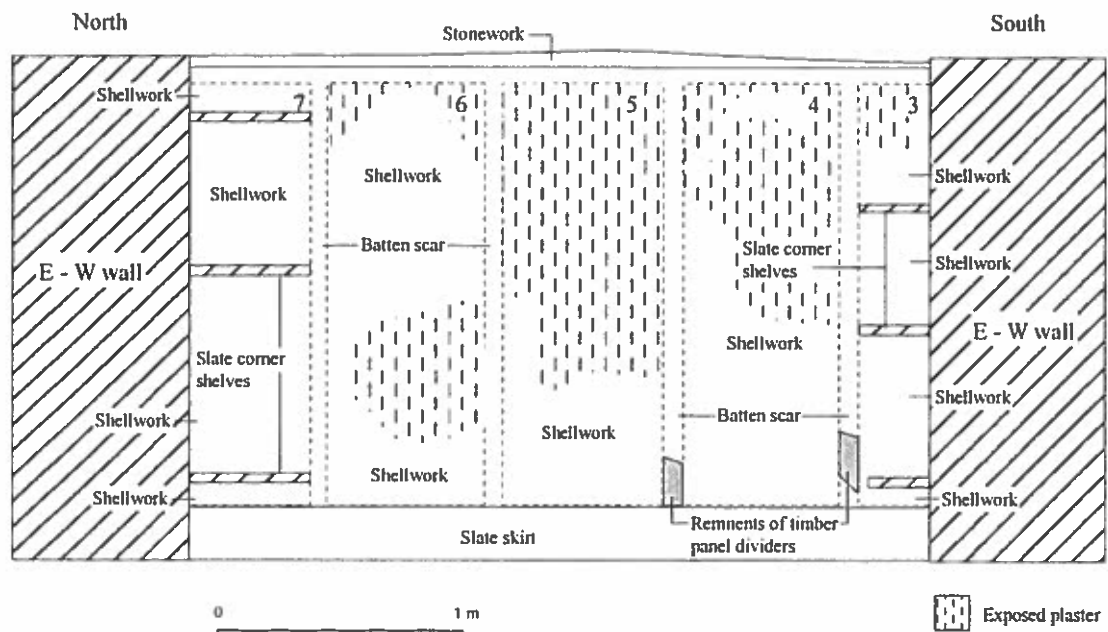 North
South
Stonework
Shellwork
7
6
5
4
3
Shellwork
Shellwork
Shellwork
Batten scar
Slate corner
shelves
Shellwork
E - W wall
E - W wall
Slate corner
shelves
Shellwork
Shellwork
Shellwork
Batten scar
Shellwork
Shellwork
Shellwork
Shellwork
Shellwork
Remnants of timber
panel dividers
Slate skirt
0
1 m
Exposed plaster